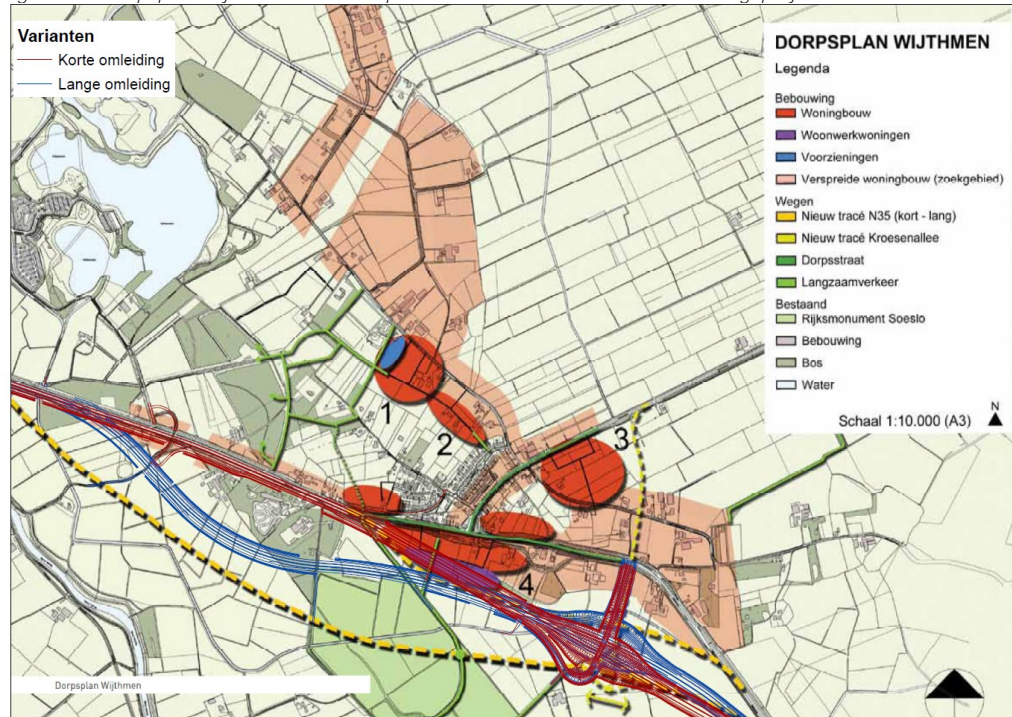 Varianten
Korte omleiding
Lange omleiding
DORPSPLAN WIJTHMEN
Legenda
Bebouwing
Woningbouw
Woonwerkwoningen
Voorzieningen
Verspreide woningbouw (zoekgebied)
Wegen
Nieuw tracé N35 (kort - lang)
Nieuw tracé Kroesenallee
Dorpsstraat
Langzaamverkeer
Bestaand
Rijksmonument Soeslo
Bebouwing
Bos
Water
Schaal 1:10.000 (A3)
N
1
2
3
4
Dorpsplan Wijthmen